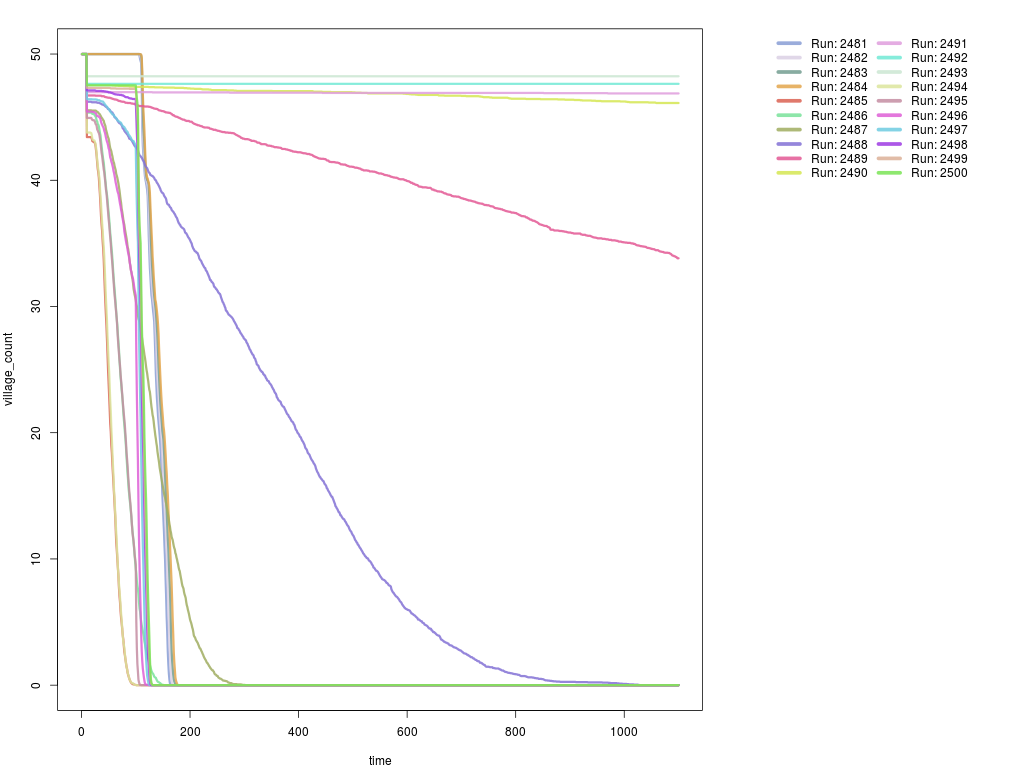 50
40
30
20
10
0
village_count
0 200 400 600 800 1000
time
Run: 2481 Run: 2491
Run: 2482 Run: 2492
Run: 2483 Run: 2493
Run: 2484 Run: 2494
Run: 2485 Run: 2495
Run: 2486 Run: 2496
Run: 2487 Run: 2497
Run: 2488 Run: 2498
Run: 2489 Run: 2499
Run: 2490 Run: 2500